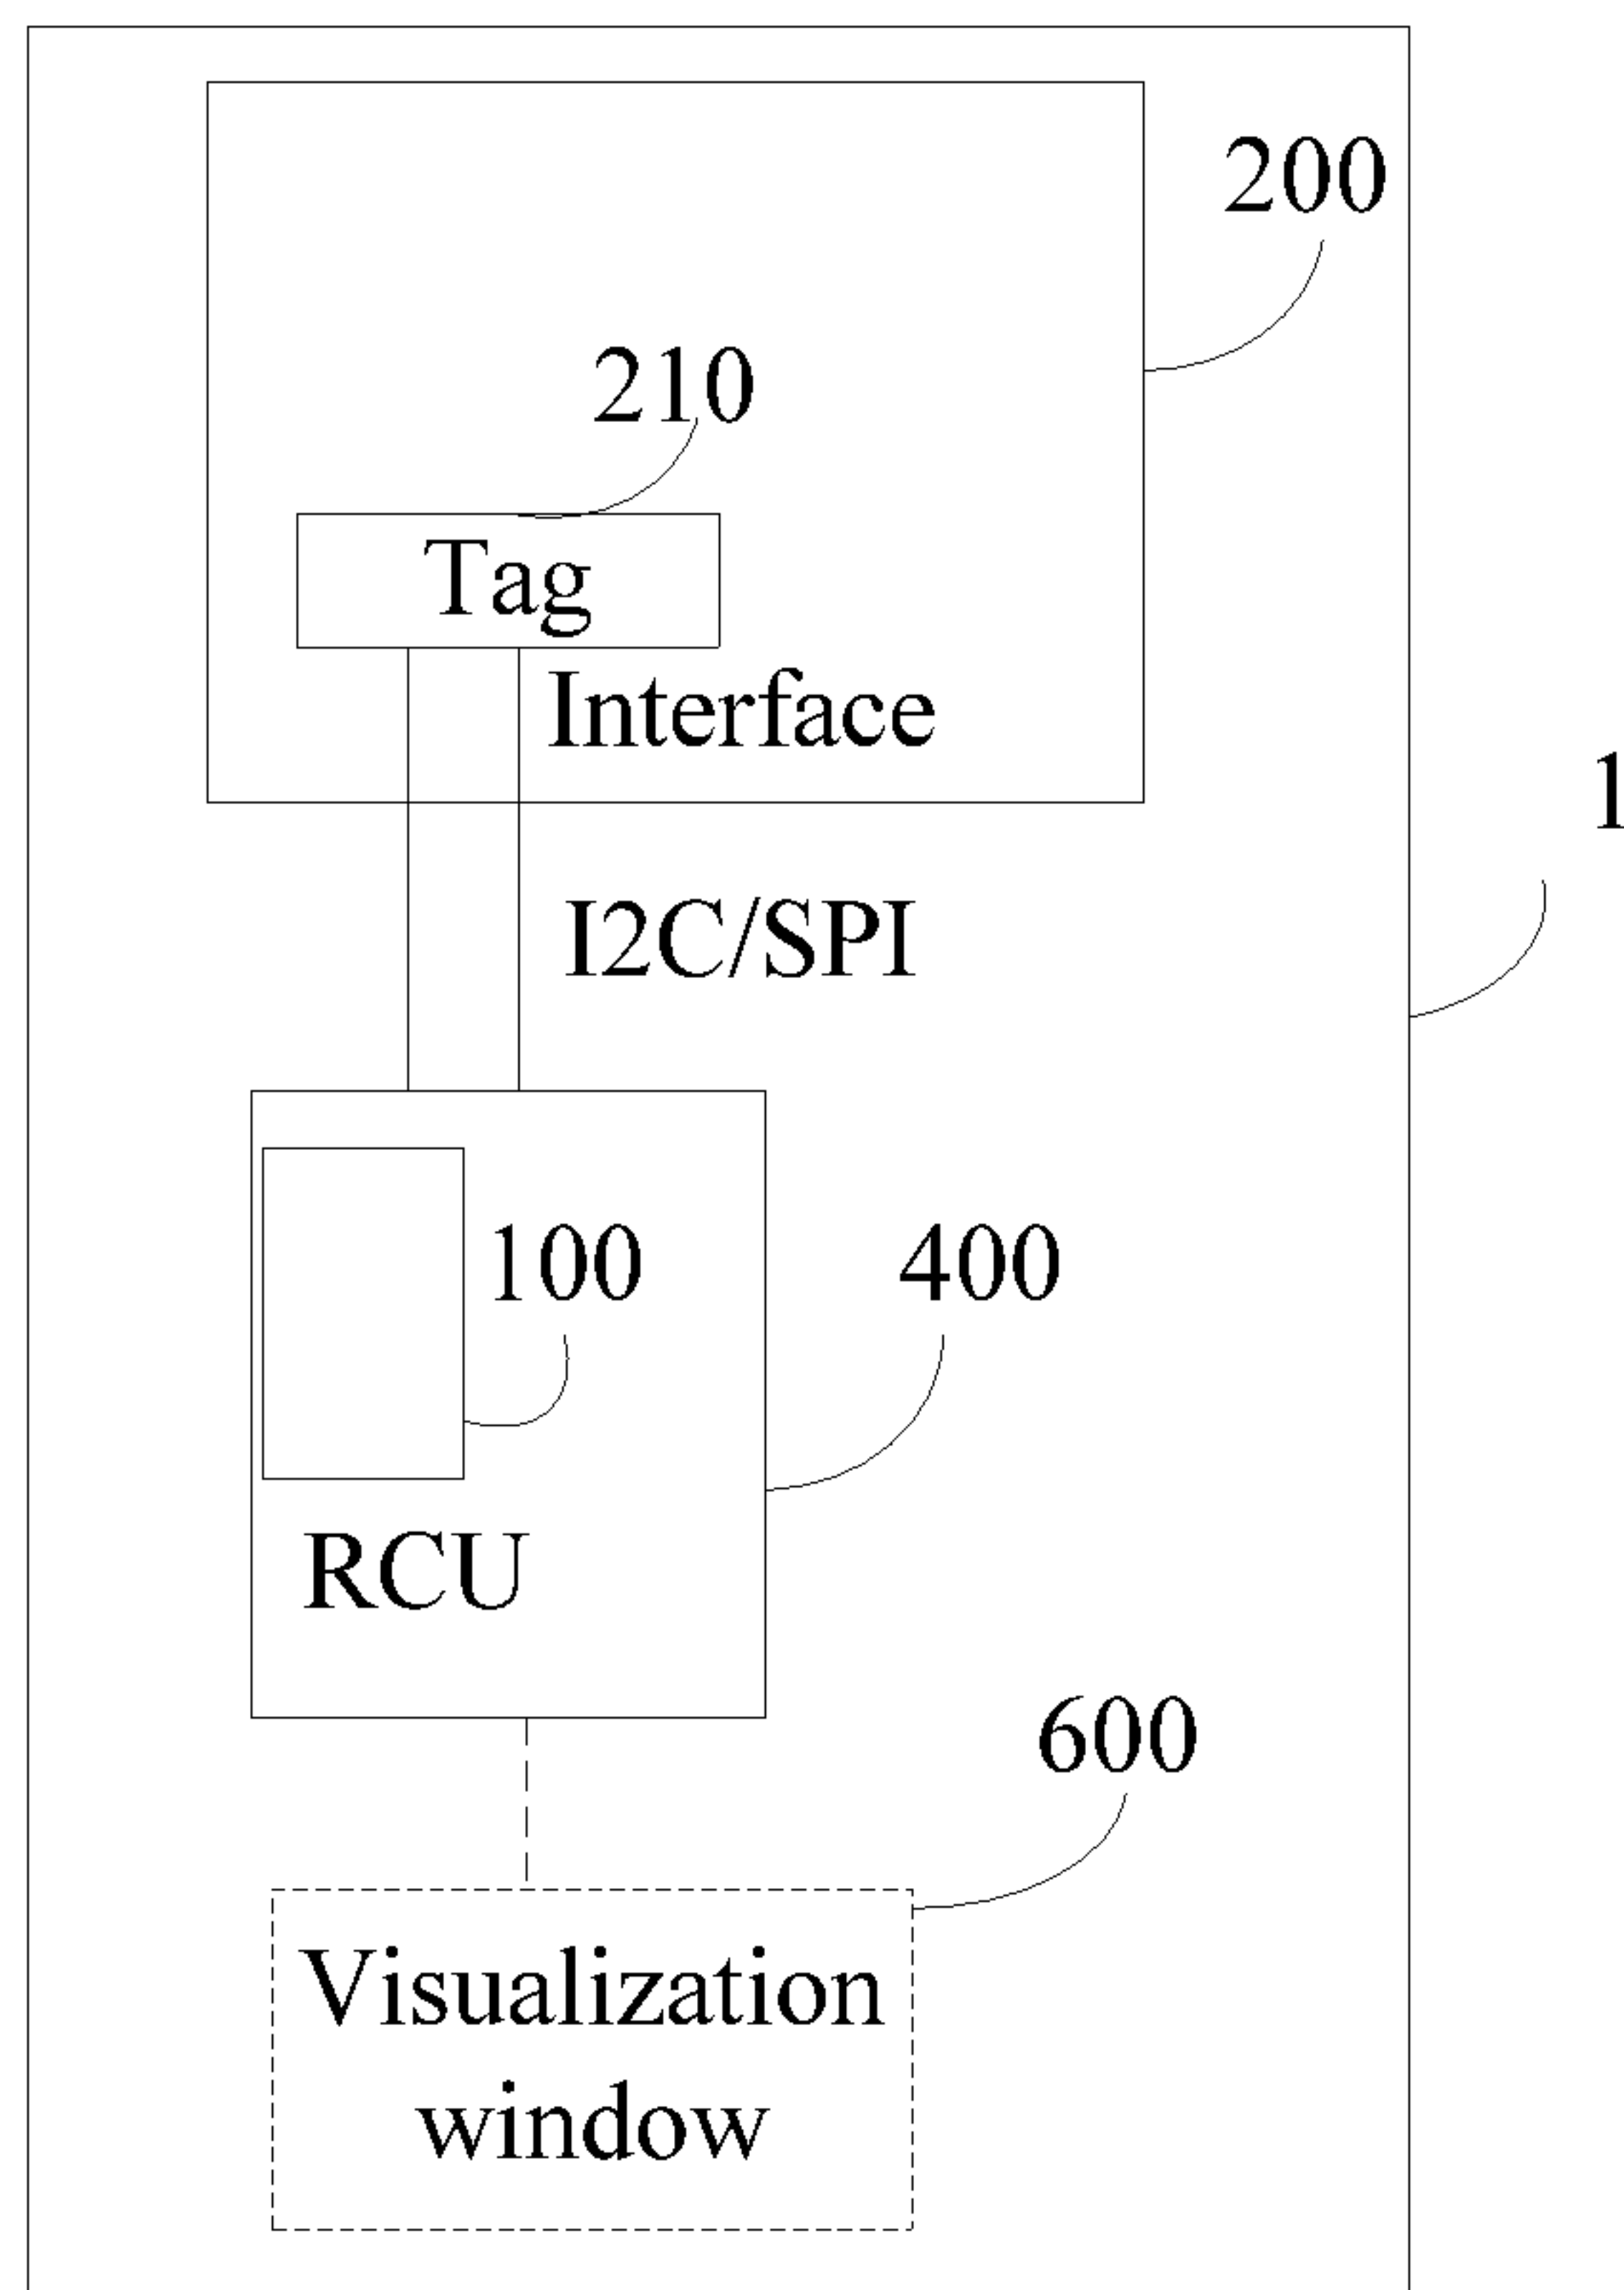 200
210
Tag
Interface
1
I2C/SPI
100
400
RCU
600
Visualization
window